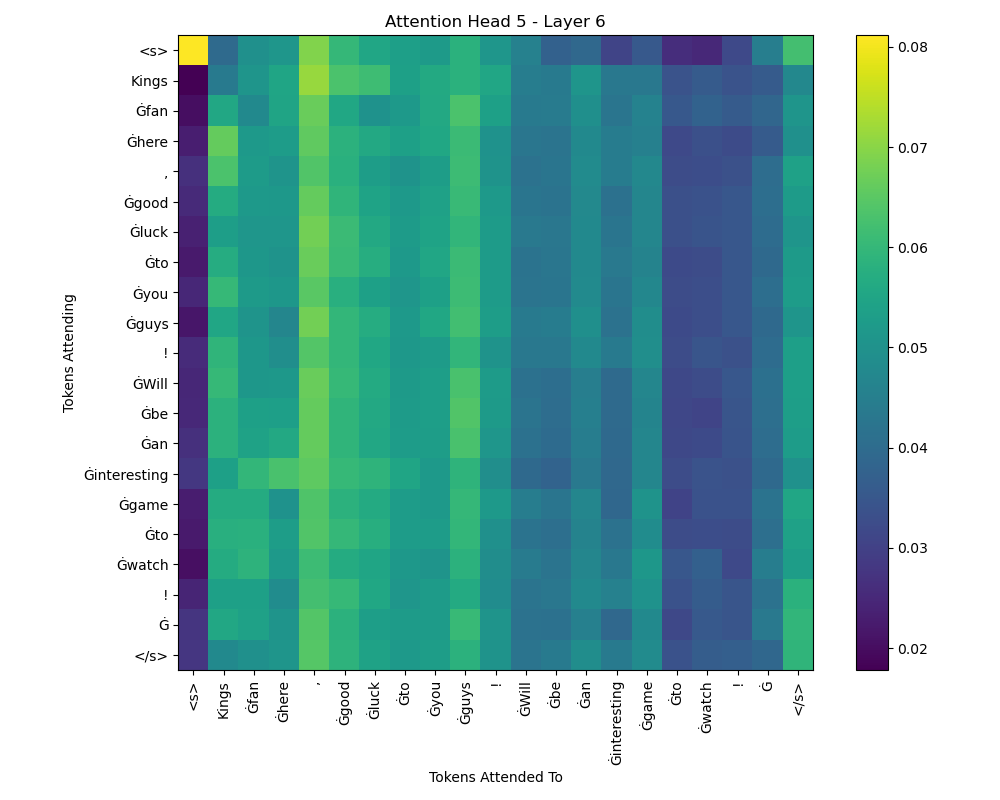 Attention Head 5 - Layer 6
<s>
Kings
Ġfan
Ġhere
,
Ġgood
Ġluck
Ġto
Ġyou
Ġguys
!
ĠWill
Ġbe
Ġan
Ġinteresting
Ġgame
Ġto
Ġwatch
!
Ġ
</s>
Tokens Attending
<s>
Kings
Ġfan
Ġhere
,
Ġgood
Ġluck
Ġto
Ġyou
Ġguys
!
ĠWill
Ġbe
Ġan
Ġinteresting
Ġgame
Ġto
Ġwatch
!
Ġ
</s>
Tokens Attended To
0.08
0.07
0.06
0.05
0.04
0.03
0.02